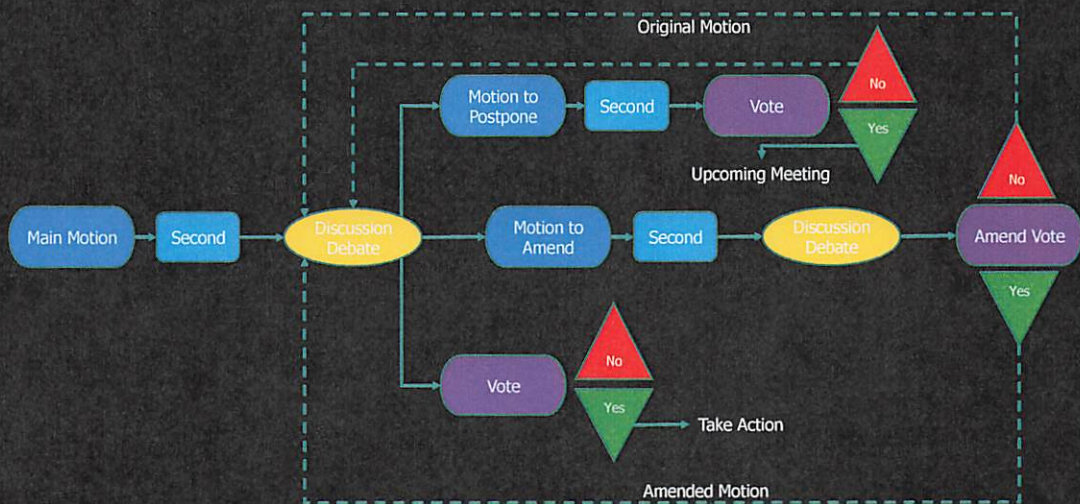 Original Motion
Motion to
Postpone
Second
Vote
No
Yes
Upcoming Meeting
Main Motion
Second
Discussion
Debate
Motion to
Amend
Second
Discussion
Debate
No
Amend Vote
Yes
Vote
No
Yes
Take Action
Amended Motion